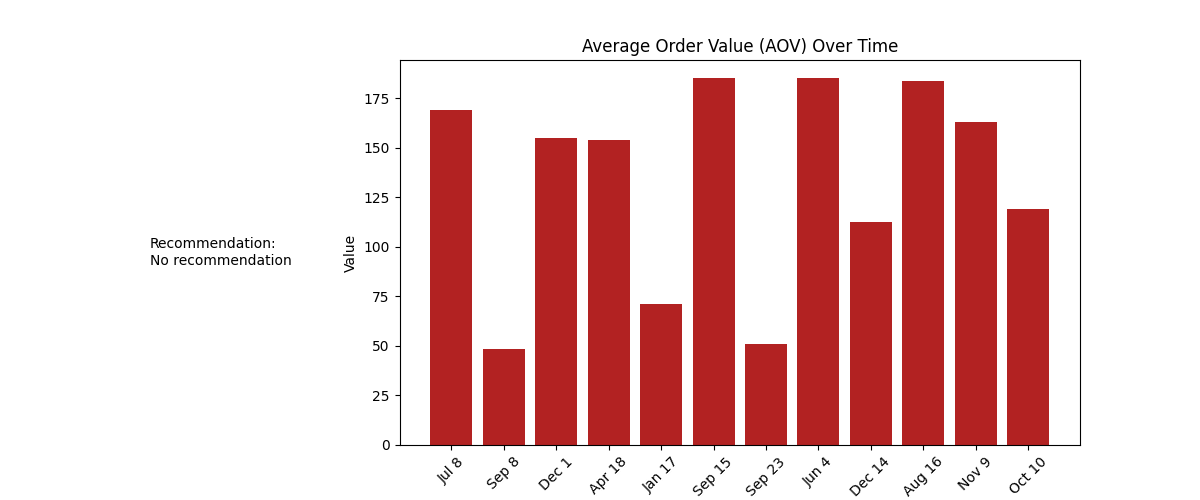 Average Order Value (AOV) Over Time
Recommendation:
No recommendation
Value
175
150
125
100
75
50
25
0
Jul 8
Sep 8
Dec 1
Apr 18
Jan 17
Sep 15
Sep 23
Jun 4
Dec 14
Aug 16
Nov 9
Oct 10